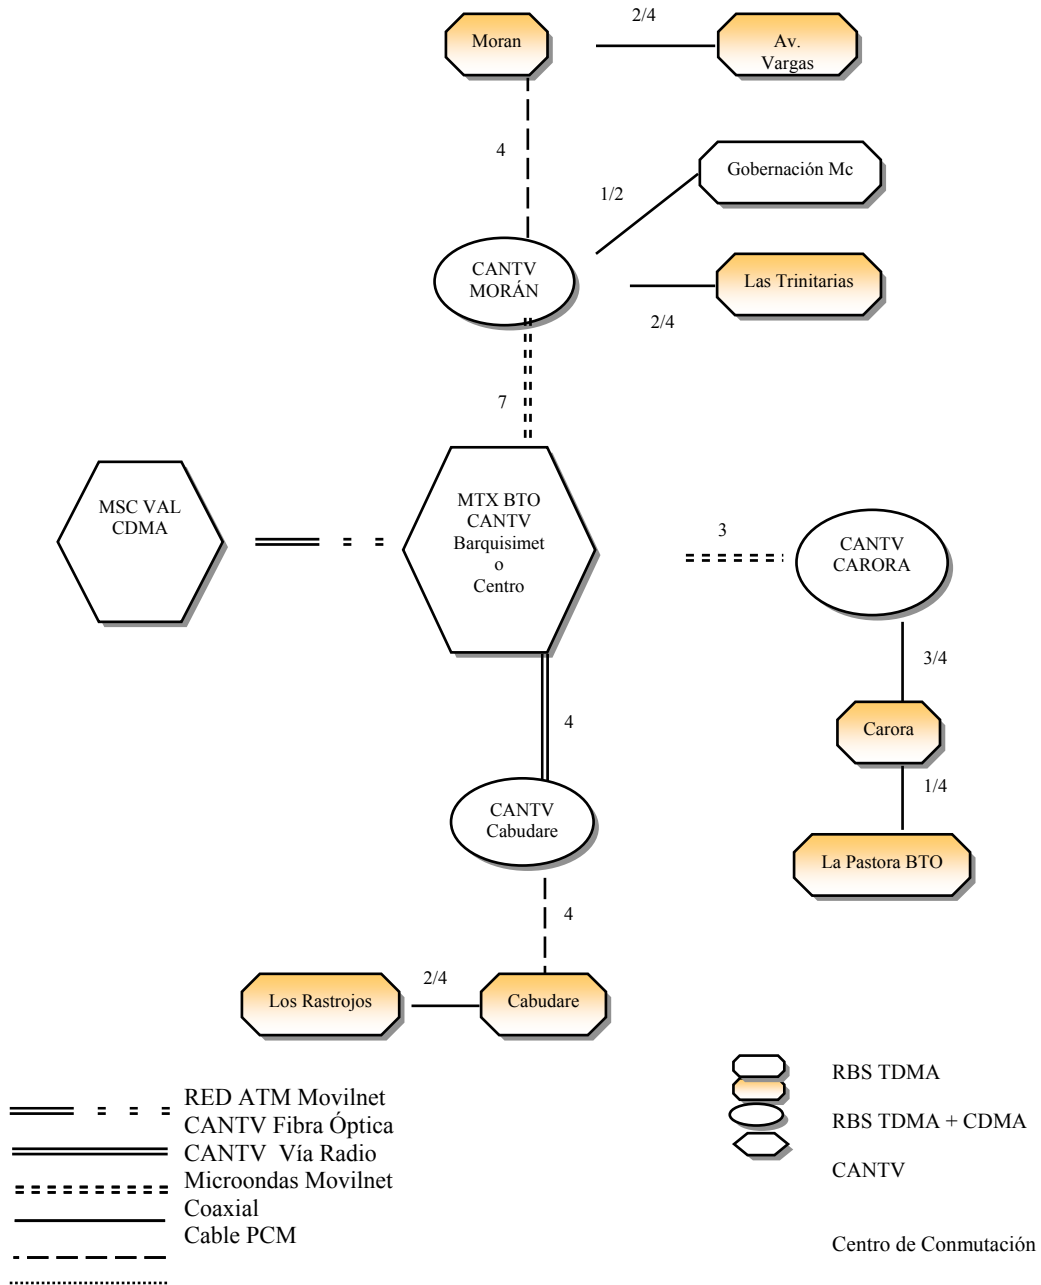 2/4
Moran
Av.
Vargas
4
Gobernación Mc
1/2
CANTV
MORÁN
Las Trinitarias
2/4
7
MSC VAL
CDMA
MTX BTO
CANTV
Barquisimet
o
Centro
3
CANTV
CARORA
3/4
4
Carora
1/4
CANTV
Cabudare
La Pastora BTO
4
2/4
Los Rastrojos
Cabudare
RED ATM Movilnet
CANTV Fibra Óptica
CANTV Vía Radio
Microondas Movilnet
Coaxial
Cable PCM
RBS TDMA
RBS TDMA + CDMA
CANTV
Centro de Conmutación